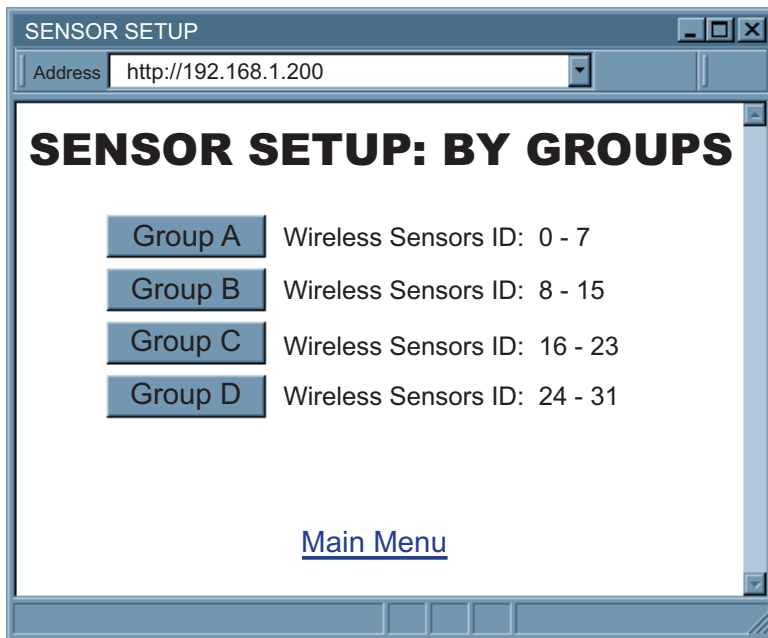 SENSOR SETUP
Address http://192.168.1.200
SENSOR SETUP: BY GROUPS
Group A Wireless Sensors ID: 0 - 7
Group B Wireless Sensors ID: 8 - 15
Group C Wireless Sensors ID: 16 - 23
Group D Wireless Sensors ID: 24 - 31
Main Menu